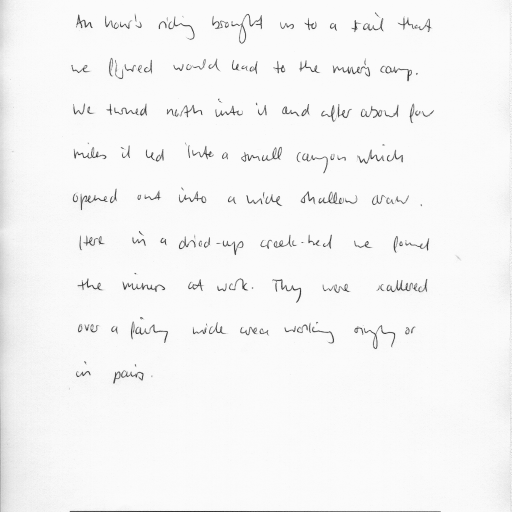 An hour's riding brought us to a trail that
we figured would lead to the miner's camp.
We turned north into it and after about four
miles it led into a small canyon which
opened out into a wide shallow draw.
Here in a dried-up creek-bed we found
the miners at work. They were scattered
over a fairly wide area working singly or
in pairs.